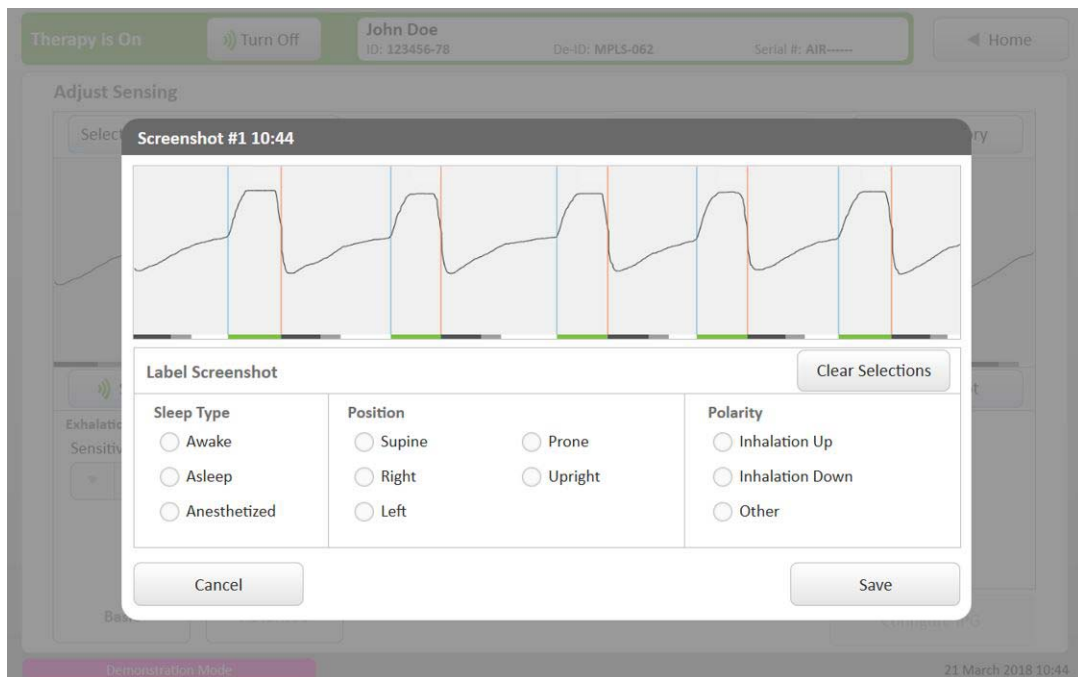 Therapy is On
Turn Off
John Doe
ID: 123456-78 De-ID: MPLS-062 Serial #: AIR------
Home
Adjust Sensing
Screenshot #1 10:44
Label Screenshot
Clear Selections
Sleep Type
Awake
Asleep
Anesthetized
Position
Supine
Right
Left
Prone
Upright
Polarity
Inhalation Up
Inhalation Down
Other
Cancel
Save
Demonstration Mode
21 March 2018 10:44